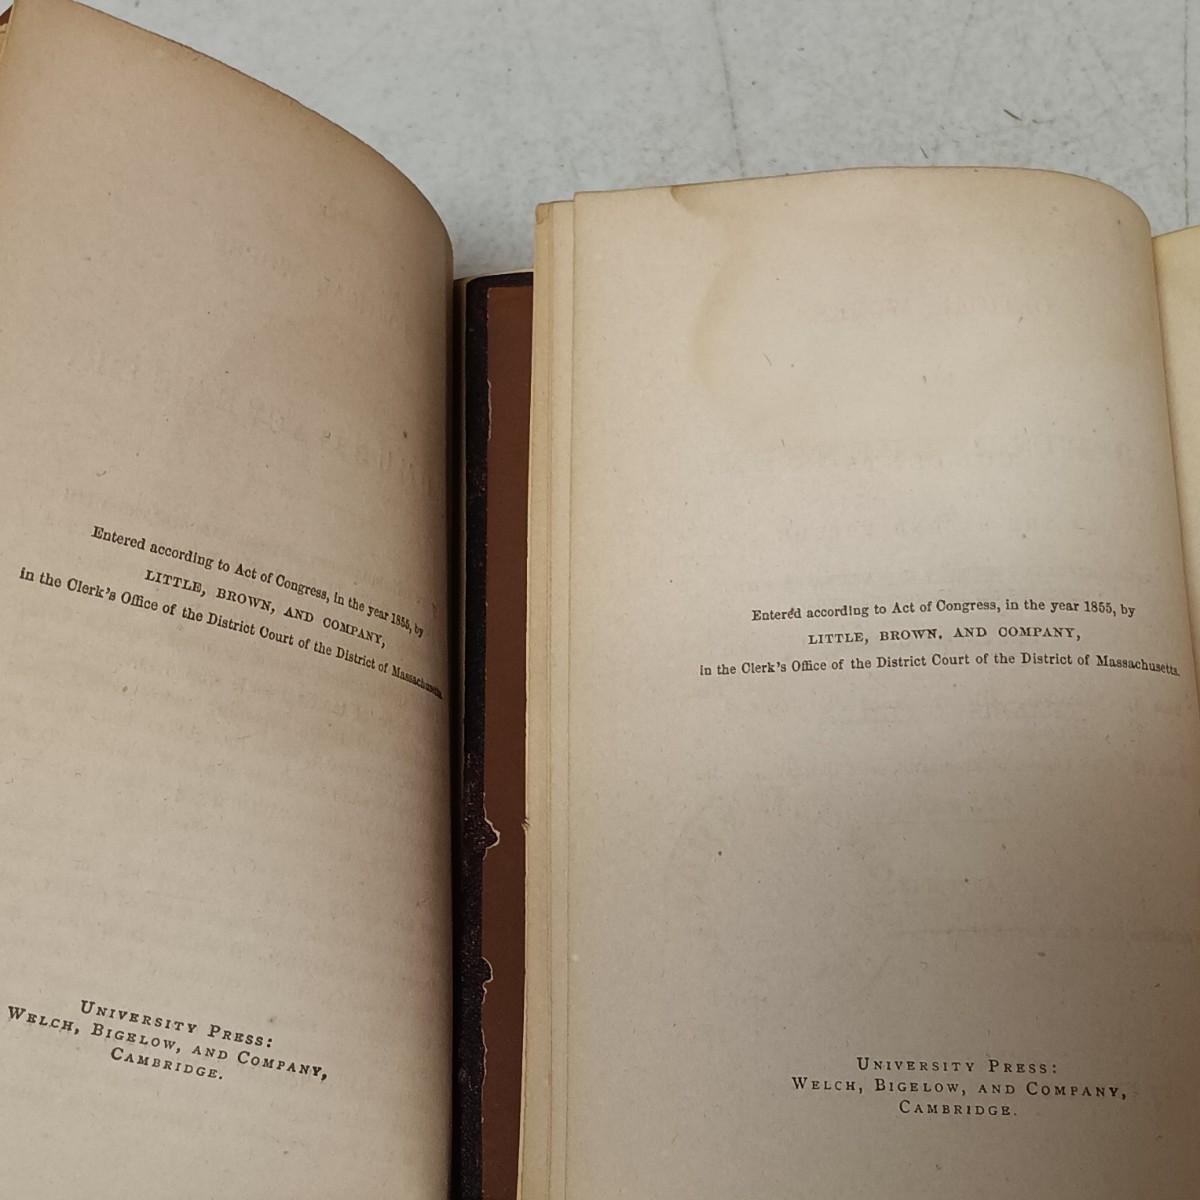 Entered according to Act of Congress, in the year 1855, by
LITTLE, BROWN, AND COMPANY,
in the Clerk's Office of the District Court of the District of Massachusetts.
UNIVERSITY PRESS:
WELCH, BIGELOW, AND COMPANY,
CAMBRIDGE.
Entered according to Act of Congress, in the year 1855, by
LITTLE, BROWN, AND COMPANY,
in the Clerk's Office of the District Court of the District of Massachusetts.
UNIVERSITY PRESS:
WELCH, BIGELOW, AND COMPANY,
CAMBRIDGE.